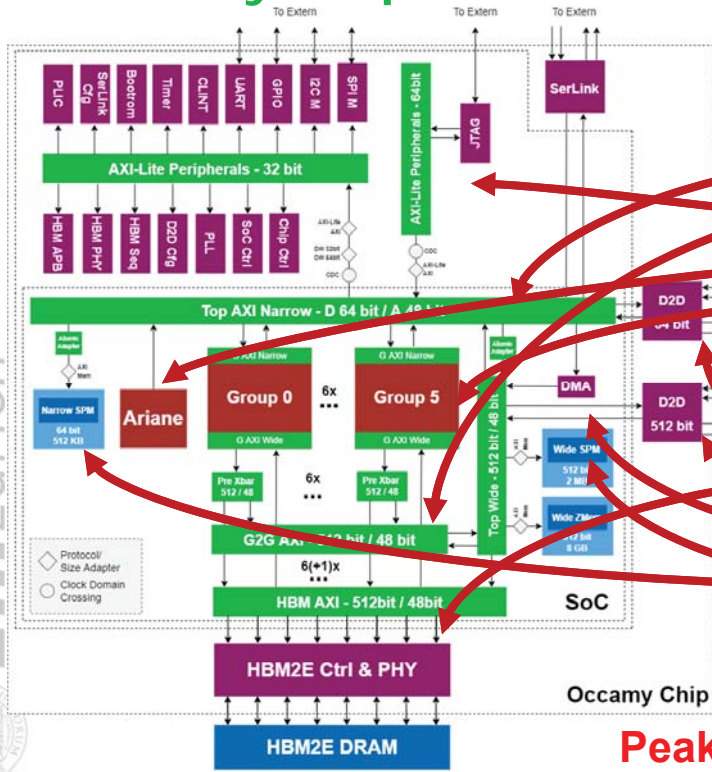 To Extern
To Extern
To Extern
PLIC
SerLink
Cfg
Bootrom
Timer
CLINT
UART
GPIO
I2C M
SPI M
AXI-Lite Peripherals - 64bit
JTAG
SerLink
AXI-Lite Peripherals - 32 bit
HBM APB
HBM PHY
HBM Seq
D2D Cfg
PLL
SoC Ctrl
Chip Ctrl
AXI-Lite
AXI
DW 32bit
DW 64bit
CDC
CDC
AXI-Lite
AXI
Top AXI Narrow - D 64 bit / A 48 bit
D2D
64 bit
Atomic
Adapter
AXI
Mem
G AXI Narrow
Group 0
G AXI Wide
6x
...
G AXI Narrow
Group 5
G AXI Wide
Atomic
Adapter
DMA
D2D
512 bit
Narrow SPM
64 bit
512 KB
Ariane
Top Wide - 512 bit / 48 bit
AXI
Mem
Wide SPM
512 bit
2 MB
Pre Xbar
512 / 48
6x
...
Pre Xbar
512 / 48
AXI
Mem
Wide ZMem
512 bit
8 GB
G2G AXI - 512 bit / 48 bit
Protocol/
Size Adapter
Clock Domain
Crossing
6(+1)x
...
HBM AXI - 512bit / 48bit
SoC
HBM2E Ctrl & PHY
Occamy Chip
HBM2E DRAM
Peak